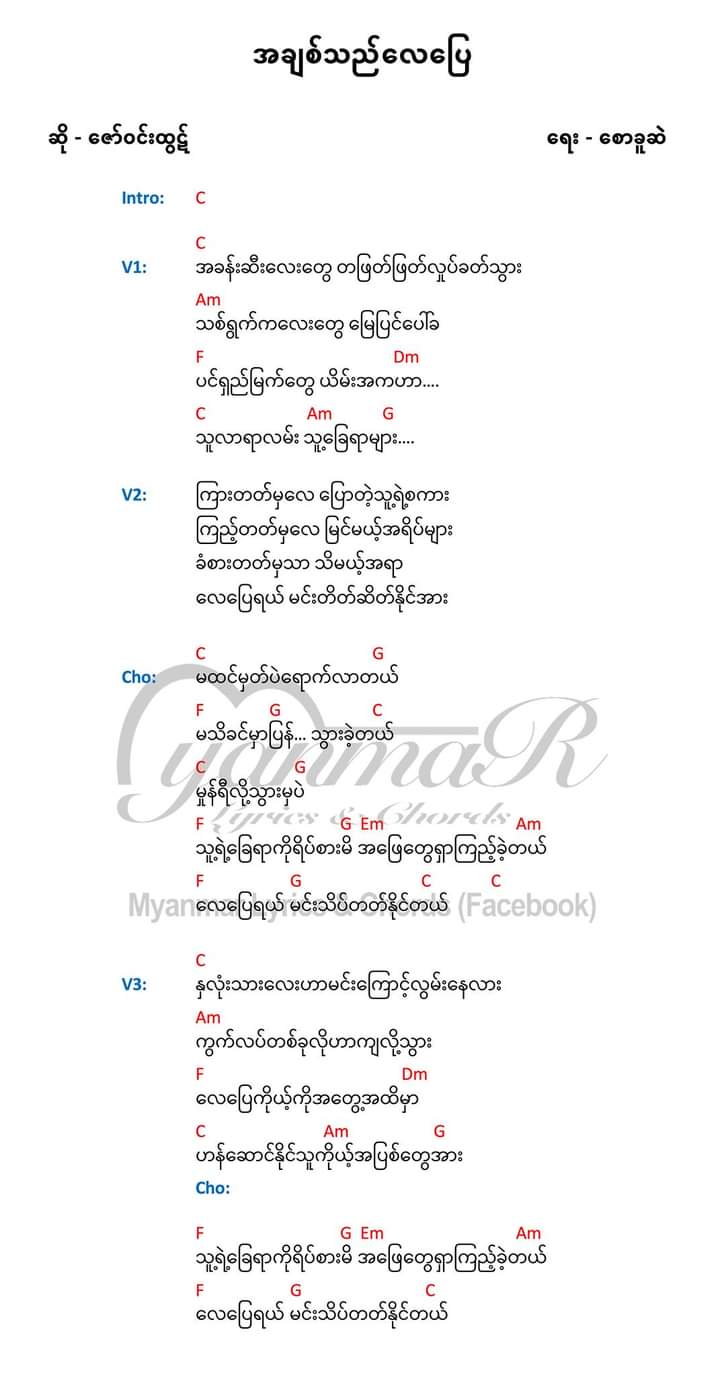 အချစ်သည်လေပြေ
ဆို - ဇော်ဝင်းထွဋ် ရေး - စောခူဆဲ
Intro: C
C
V1: အခန်းဆီးလေးတွေ တဖြတ်ဖြတ်လှုပ်ခတ်သွား
Am
သစ်ရွက်ကလေးတွေ မြေပြင်ပေါ်ခ
F Dm
ပင်ရှည်မြက်တွေ ယိမ်းအကဟာ....
C Am G
သူလာရာလမ်း သူ့ခြေရာများ....
V2: ကြားတတ်မှလေ ပြောတဲ့သူ့ရဲ့စကား
ကြည့်တတ်မှလေ မြင်မယ့်အရိပ်များ
ခံစားတတ်မှသာ သိမယ့်အရာ
လေပြေရယ် မင်းတိတ်ဆိတ်နိုင်အား
C G
Cho: မထင်မှတ်ပဲရောက်လာတယ်
F G C
မသိခင်မှာပြန်... သွားခဲ့တယ်
C G
မှုန်ရီလို့သွားမှပဲ
F G Em Am
သူ့ရဲ့ခြေရာကိုရိပ်စားမိ အဖြေတွေရှာကြည့်ခဲ့တယ်
F G C C
လေပြေရယ် မင်းသိပ်တတ်နိုင်တယ်
MyanmaR
Lyrics & Chords
Myanmar Lyrics & Chords (Facebook)
C
V3: နှလုံးသားလေးဟာမင်းကြောင့်လွမ်းနေလား
Am
ကွက်လပ်တစ်ခုလိုဟာကျလို့သွား
F Dm
လေပြေကိုယ့်ကိုအတွေ့အထိမှာ
C Am G
ဟန်ဆောင်နိုင်သူကိုယ့်အပြစ်တွေအား
Cho:
F G Em Am
သူ့ရဲ့ခြေရာကိုရိပ်စားမိ အဖြေတွေရှာကြည့်ခဲ့တယ်
F G C
လေပြေရယ် မင်းသိပ်တတ်နိုင်တယ်